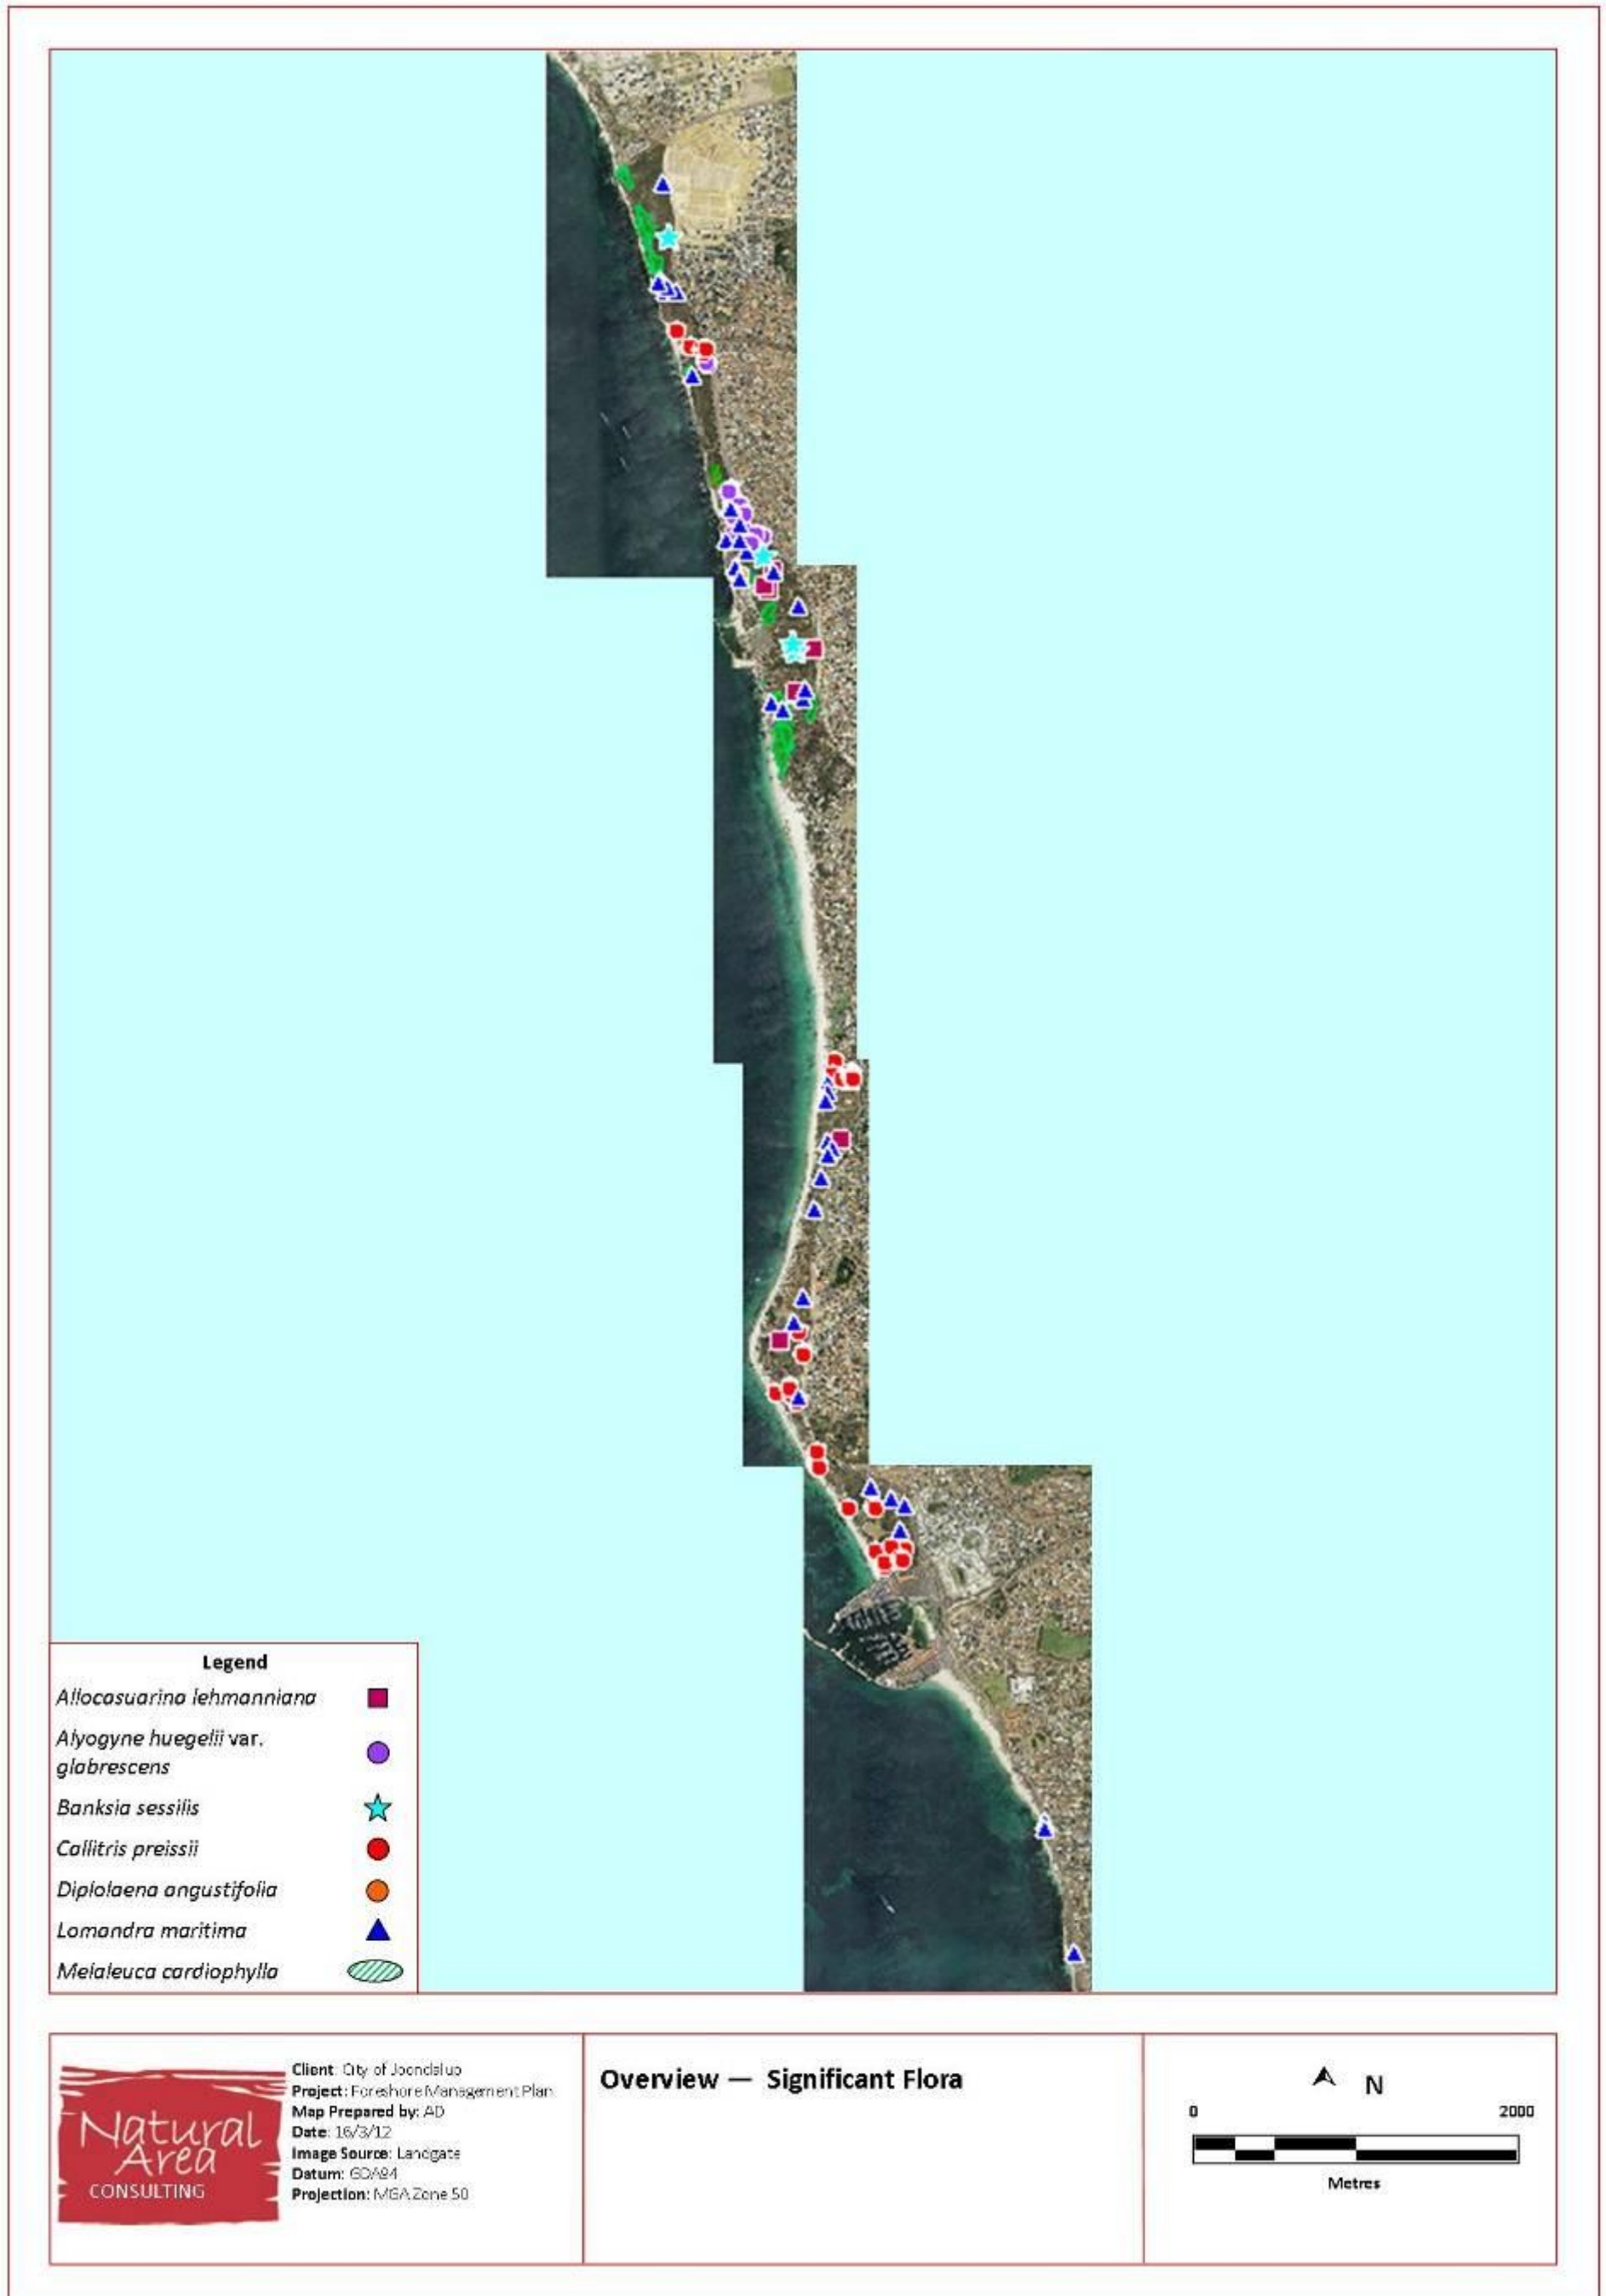 Legend
Allocasuarina lehmanniana
Alyogyne huegelii var.
glabrescens
Banksia sessilis
Callitris preissii
Diplolaena angustifolia
Lomandra maritima
Melaleuca cardiophylla
Natural
Area
CONSULTING
Client: City of Joondalup
Project: Foreshore Management Plan
Map Prepared by: AD
Date: 16/3/12
Image Source: Landgate
Datum: GDA94
Projection: MGA Zone 50
Overview — Significant Flora
N
0 2000
Metres